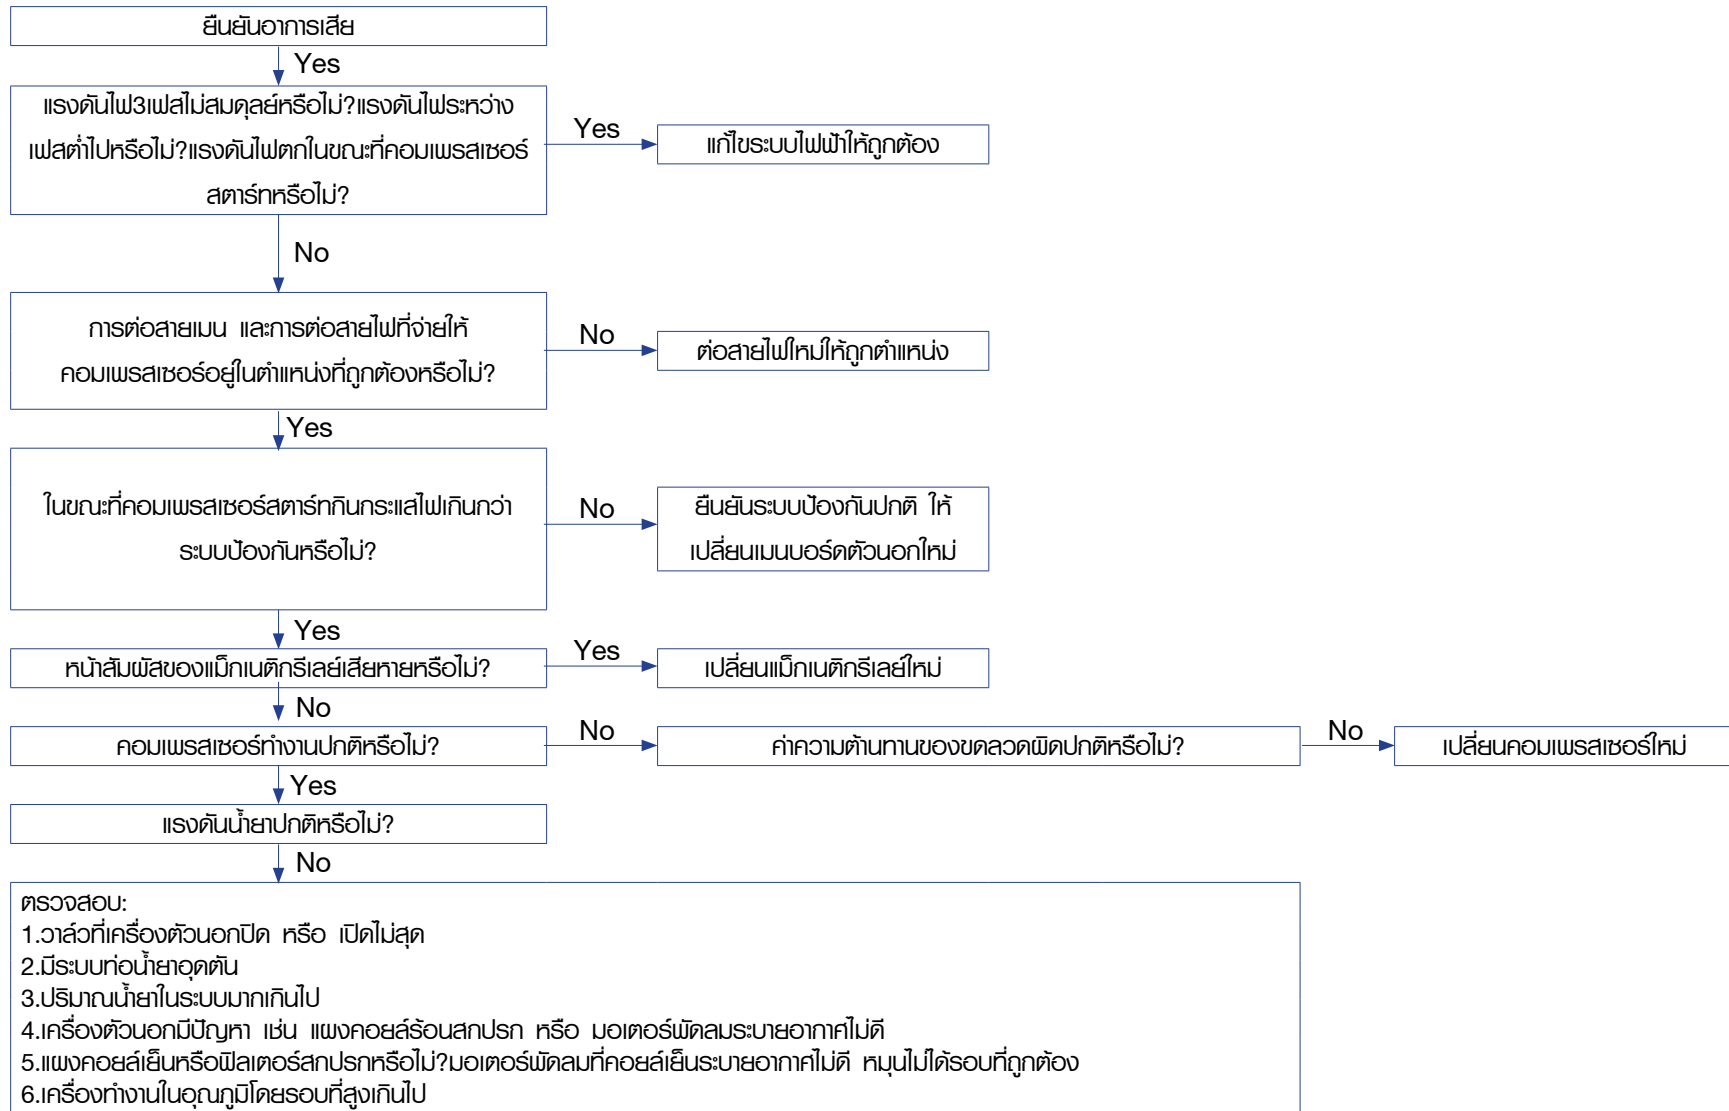 ยืนยันอาการเสีย
Yes
แรงดันไฟ3เฟสไม่สมดุลย์หรือไม่?แรงดันไฟระหว่าง
เฟสต่ำไปหรือไม่?แรงดันไฟตกในขณะที่คอมเพรสเซอร์
สตาร์ทหรือไม่?
Yes
แก้ไขระบบไฟฟ้าให้ถูกต้อง
No
การต่อสายเมน และการต่อสายไฟที่จ่ายให้
คอมเพรสเซอร์อยู่ในตำแหน่งที่ถูกต้องหรือไม่?
No
ต่อสายไฟใหม่ให้ถูกตำแหน่ง
Yes
ในขณะที่คอมเพรสเซอร์สตาร์ทกินกระแสไฟเกินกว่า
ระบบป้องกันหรือไม่?
No
ยืนยันระบบป้องกันปกติ ให้
เปลี่ยนเมนบอร์ดตัวนอกใหม่
Yes
หน้าสัมผัสของแม็กเนติกรีเลย์เสียหายหรือไม่?
Yes
เปลี่ยนแม็กเนติกรีเลย์ใหม่
No
คอมเพรสเซอร์ทำงานปกติหรือไม่?
No
ค่าความต้านทานของขดลวดผิดปกติหรือไม่?
No
เปลี่ยนคอมเพรสเซอร์ใหม่
Yes
แรงดันน้ำยาปกติหรือไม่?
No
ตรวจสอบ:
1.วาล์วที่เครื่องตัวนอกปิด หรือ เปิดไม่สุด
2.มีระบบท่อน้ำยาอุดตัน
3.ปริมาณน้ำยาในระบบมากเกินไป
4.เครื่องตัวนอกมีปัญหา เช่น แผงคอยล์ร้อนสกปรก หรือ มอเตอร์พัดลมระบายอากาศไม่ดี
5.แผงคอยล์เย็นหรือฟิลเตอร์สกปรกหรือไม่?มอเตอร์พัดลมที่คอยล์เย็นระบายอากาศไม่ดี หมุนไม่ได้รอบที่ถูกต้อง
6.เครื่องทำงานในอุณภูมิโดยรอบที่สูงเกินไป